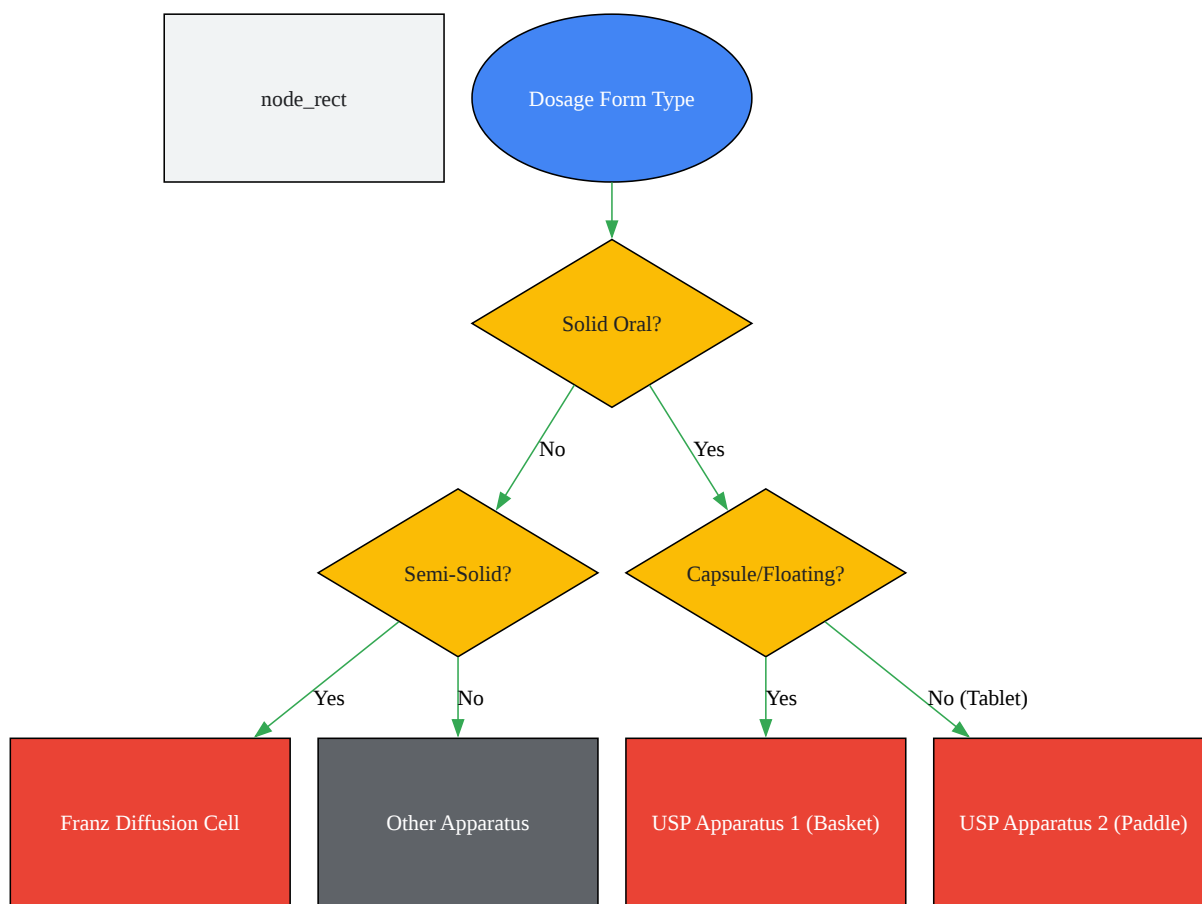 node_rect
Dosage Form Type
Solid Oral?
No
Yes
Semi-Solid?
Capsule/Floating?
Yes
No
Yes
No (Tablet)
Franz Diffusion Cell
Other Apparatus
USP Apparatus 1 (Basket)
USP Apparatus 2 (Paddle)